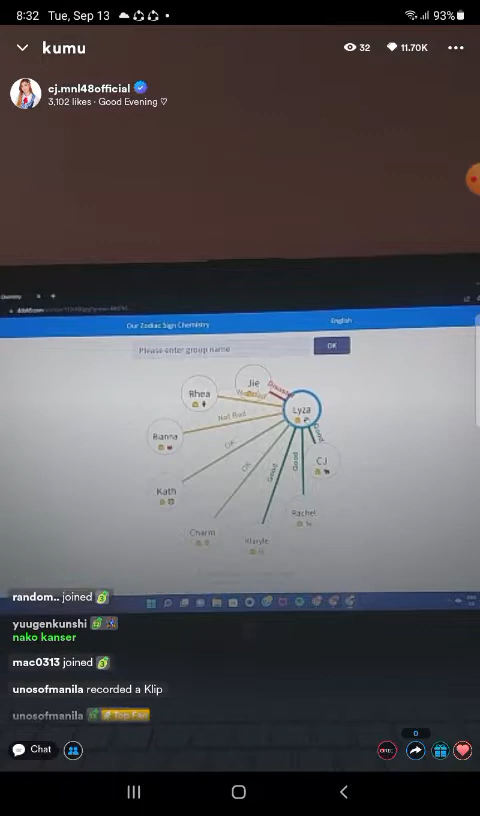 8:32 Tue, Sep 13
93%
kumu
32
11.70K
cj.mnl48official
3,102 likes · Good Evening ♡
Our Zodiac Sign Chemistry
English
Please enter group name
OK
Jie
Disaster
Rhea
Lyza
Not Bad
Rianna
OK
Good
CJ
Kath
OK
Good
Good
Rachel
Charm
Klaryle
random.. joined
yuugenkunshi
nako kanser
mac0313 joined
unosofmanila recorded a Klip
unosofmanila Top Fan
Chat
0